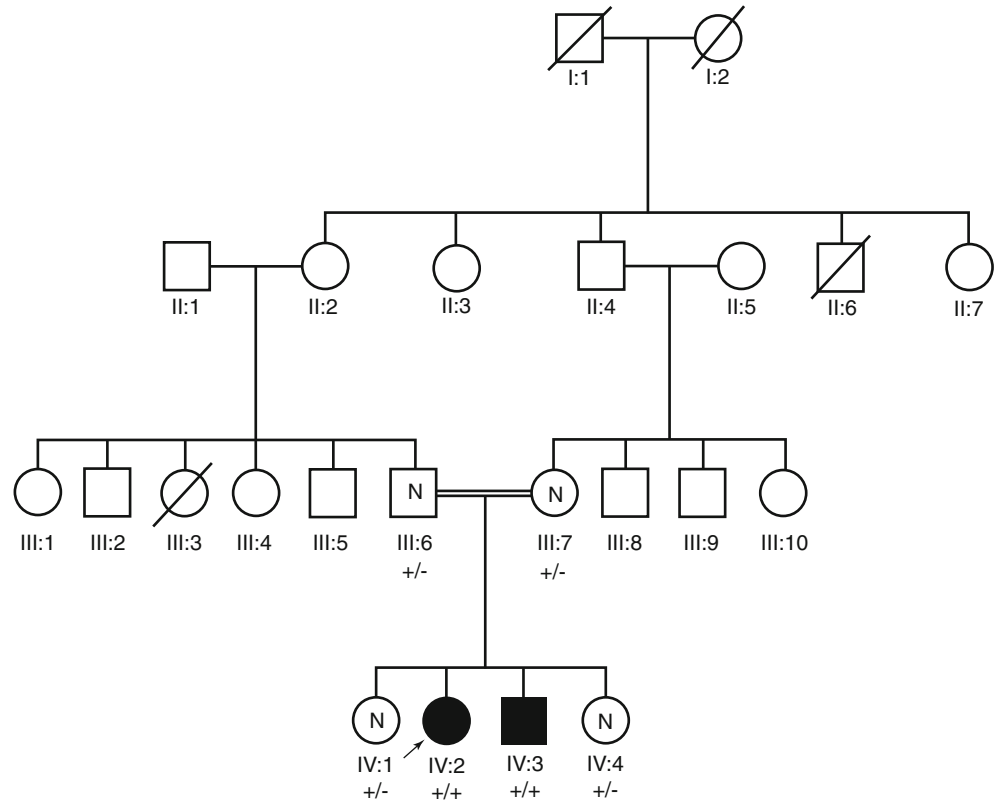 I:1 I:2
II:1 II:2 II:3 II:4 II:5 II:6 II:7
N N
III:1 III:2 III:3 III:4 III:5 III:6 III:7 III:8 III:9 III:10
+/- +/-
N N
IV:1 IV:2 IV:3 IV:4
+/- +/+ +/+ +/-